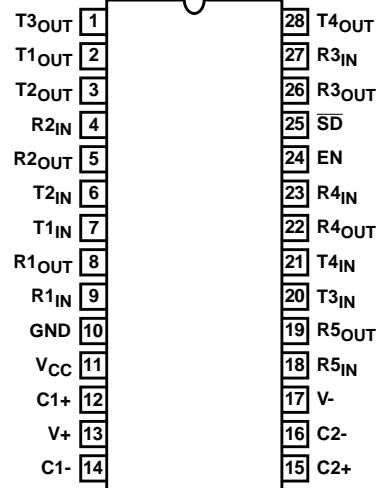 T3OUT 1 28 T4OUT
T1OUT 2 27 R3IN
T2OUT 3 26 R3OUT
R2IN 4 25 S̅D̅
R2OUT 5 24 EN
T2IN 6 23 R4IN
T1IN 7 22 R4OUT
R1OUT 8 21 T4IN
R1IN 9 20 T3IN
GND 10 19 R5OUT
VCC 11 18 R5IN
C1+ 12 17 V-
V+ 13 16 C2-
C1- 14 15 C2+